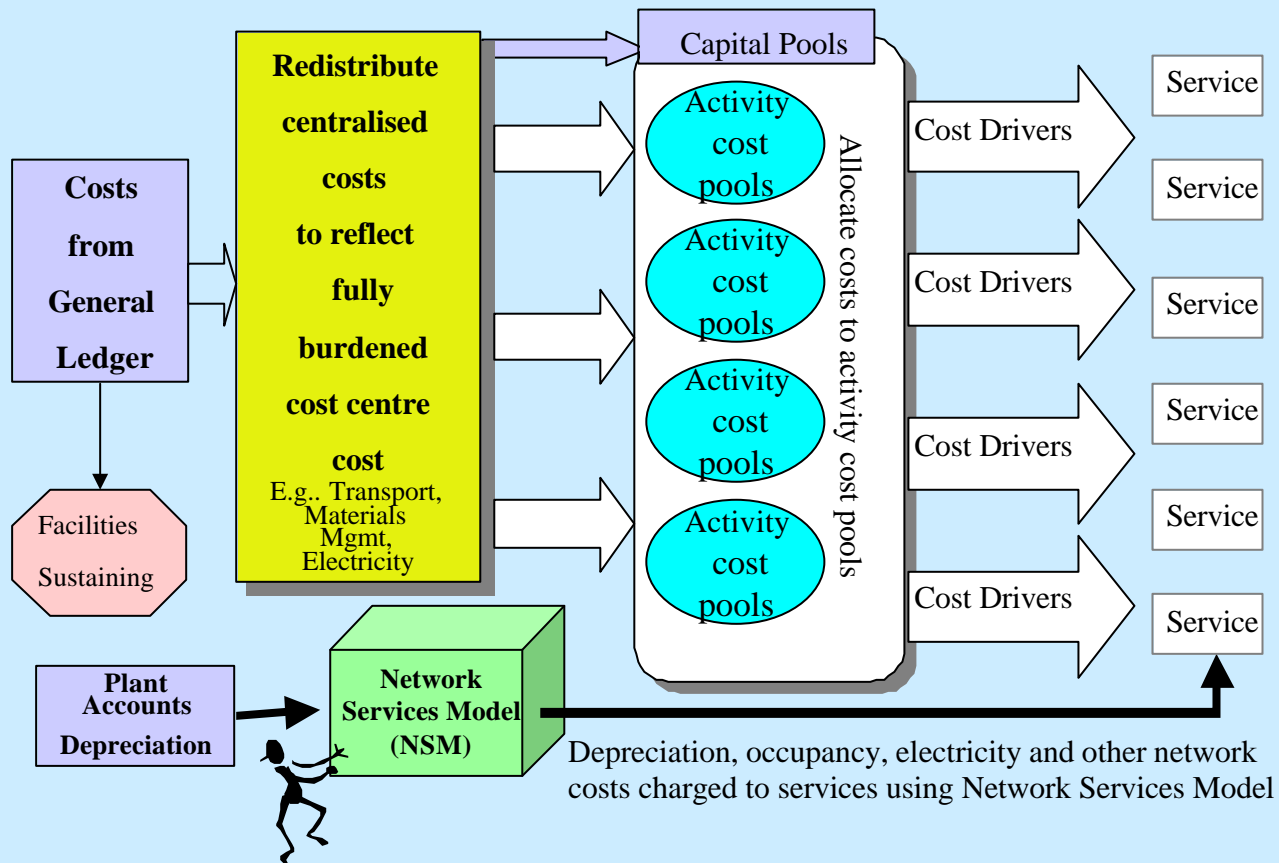 Costs
from
General
Ledger
Facilities
Sustaining
Redistribute
centralised
costs
to reflect
fully
burdened
cost centre
cost
E.g.. Transport,
Materials
Mgmt,
Electricity
Capital Pools
Activity
cost
pools
Activity
cost
pools
Activity
cost
pools
Activity
cost
pools
Allocate costs to activity cost pools
Cost Drivers
Cost Drivers
Cost Drivers
Cost Drivers
Service
Service
Service
Service
Service
Service
Plant
Accounts
Depreciation
Network
Services Model
(NSM)
Depreciation, occupancy, electricity and other network
costs charged to services using Network Services Model